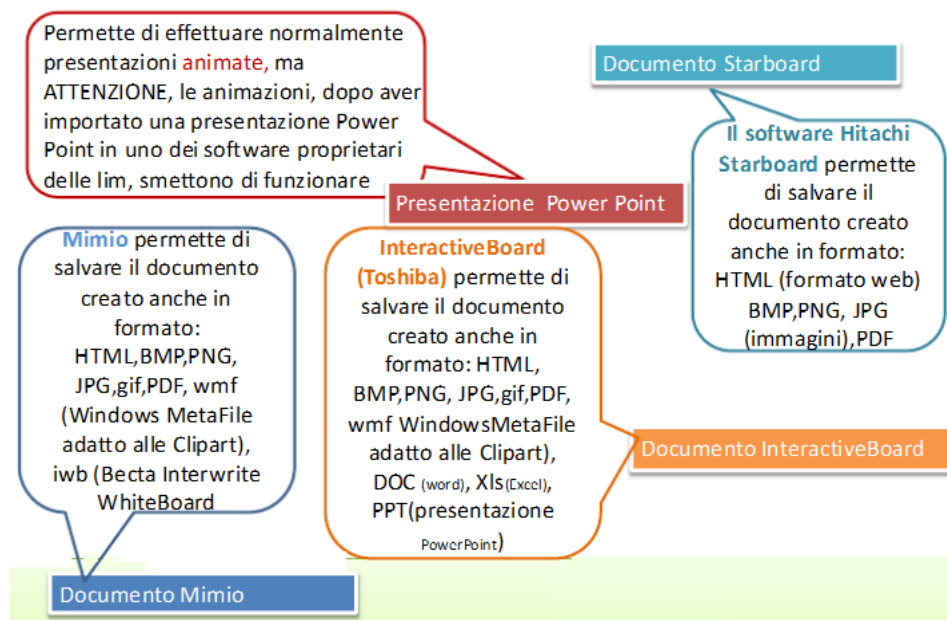 Permette di effettuare normalmente
presentazioni animate, ma
ATTENZIONE, le animazioni, dopo aver
importato una presentazione Power
Point in uno dei software proprietari
delle lim, smettono di funzionare
Presentazione Power Point
Documento Starboard
Il software Hitachi
Starboard permette
di salvare il
documento creato
anche in formato:
HTML (formato web)
BMP,PNG, JPG
(immagini),PDF
Mimio permette di
salvare il documento
creato anche in
formato:
HTML,BMP,PNG,
JPG,gif,PDF, wmf
(Windows MetaFile
adatto alle Clipart),
iwb (Becta Interwrite
WhiteBoard
Documento Mimio
InteractiveBoard
(Toshiba) permette di
salvare il documento
creato anche in
formato: HTML,
BMP,PNG, JPG,gif,PDF,
wmf WindowsMetaFile
adatto alle Clipart),
DOC (word), Xls(Excel),
PPT(presentazione
PowerPoint)
Documento InteractiveBoard